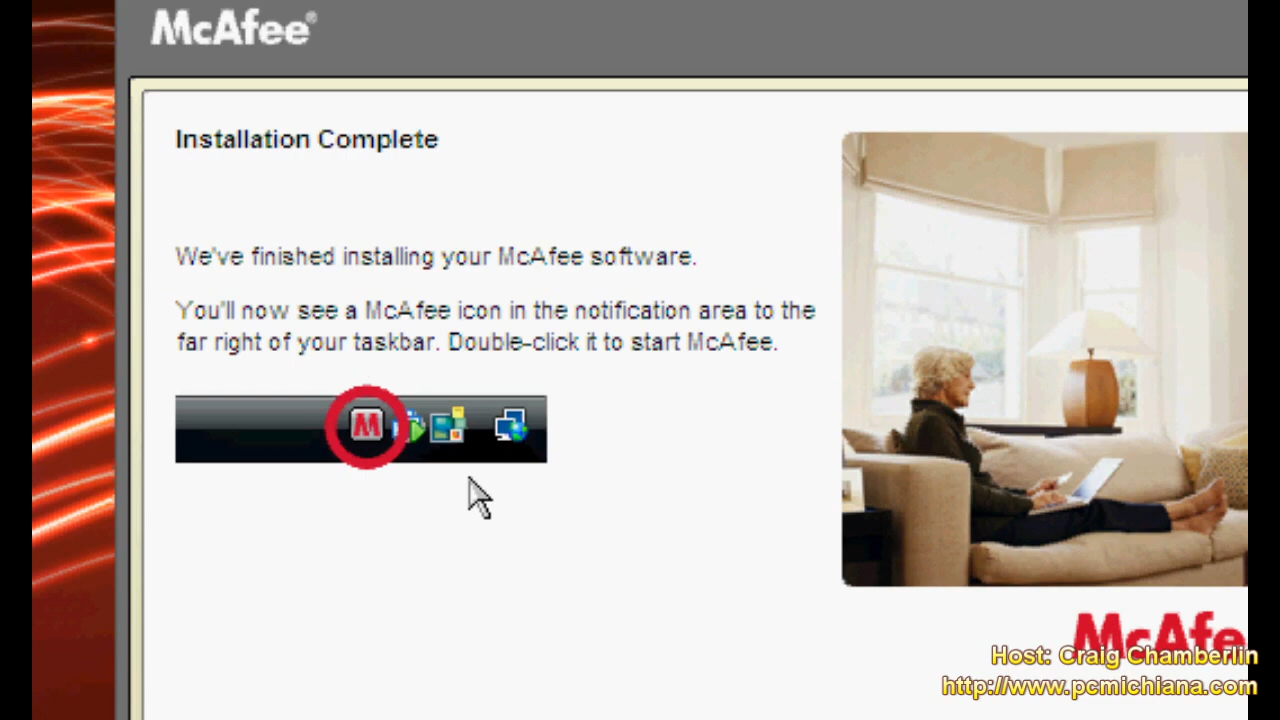 McAfee®
Installation Complete
We've finished installing your McAfee software.
You'll now see a McAfee icon in the notification area to the
far right of your taskbar. Double-click it to start McAfee.
M
McAfe
Host: Craig Chamberlin
http://www.pcmichiana.com